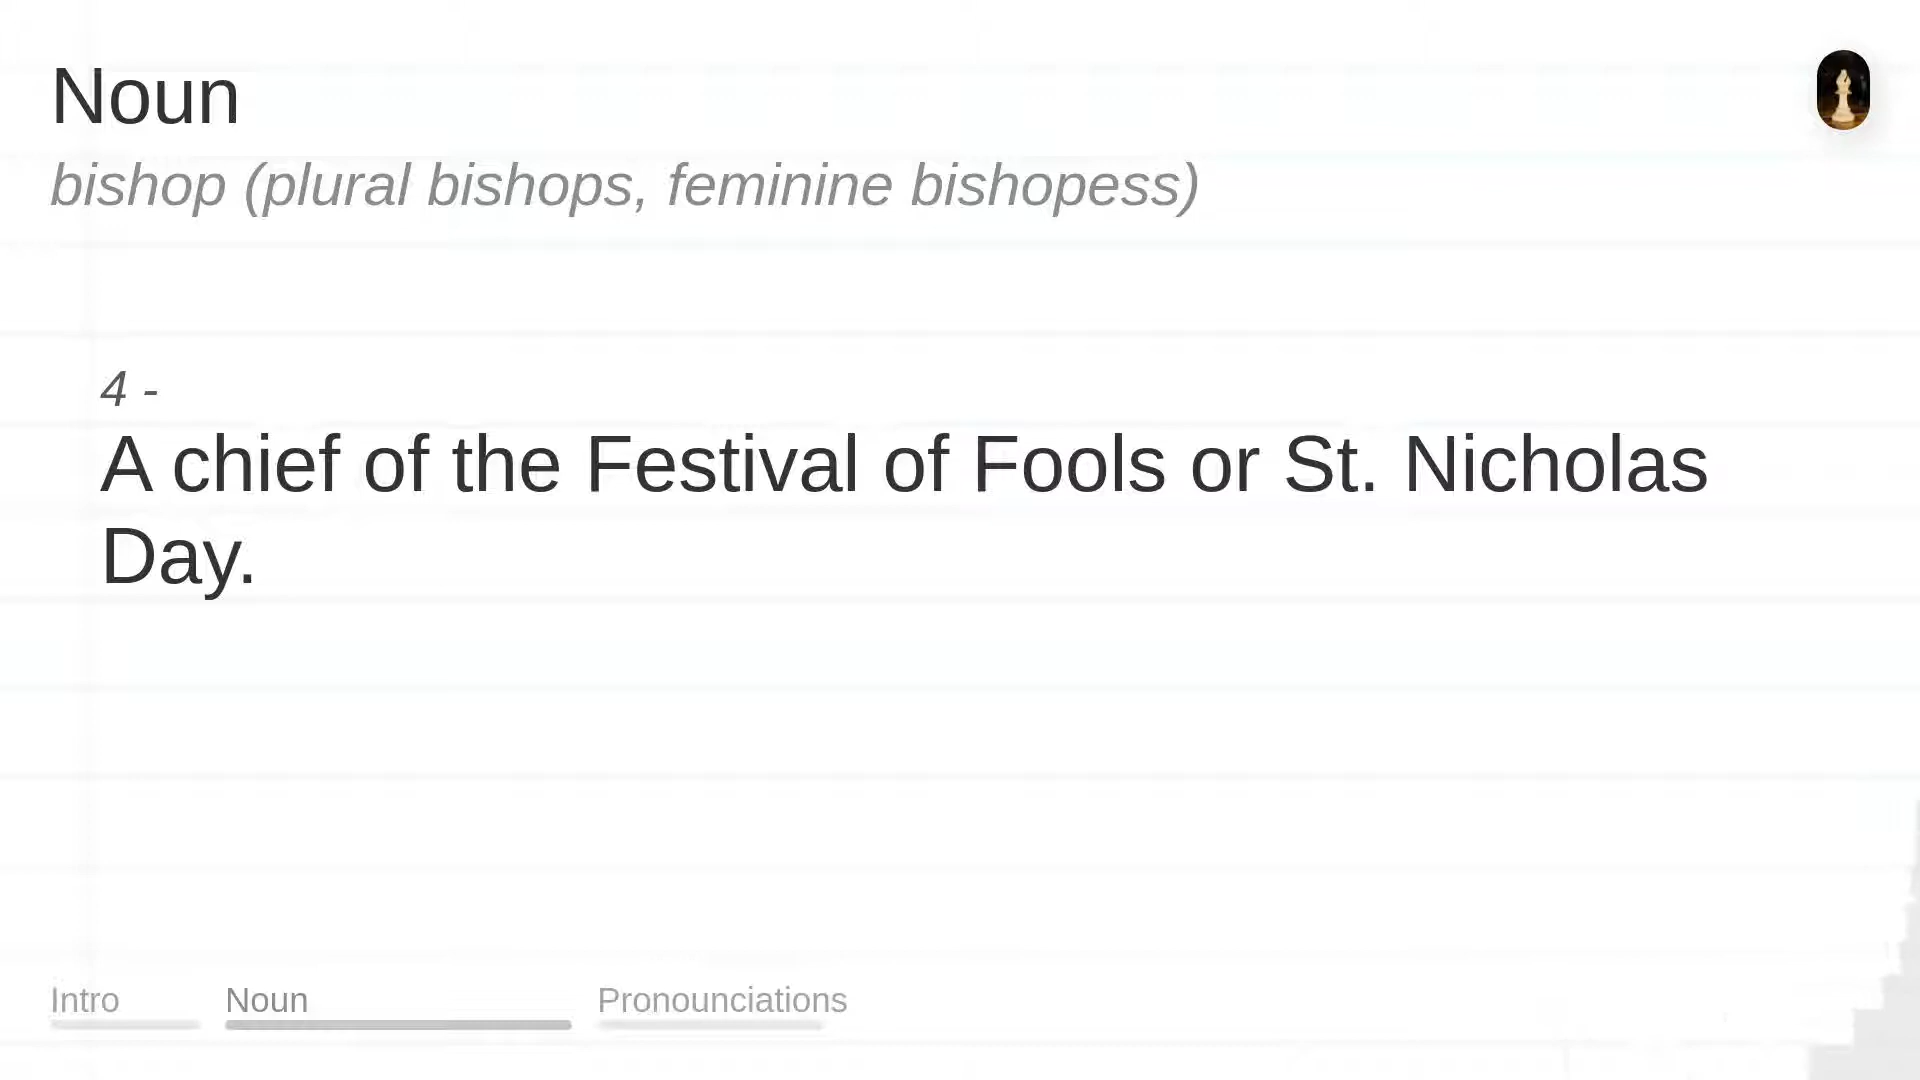 Noun
bishop (plural bishops, feminine bishopess)
4 -
A chief of the Festival of Fools or St. Nicholas
Day.
Intro
Noun
Pronounciations